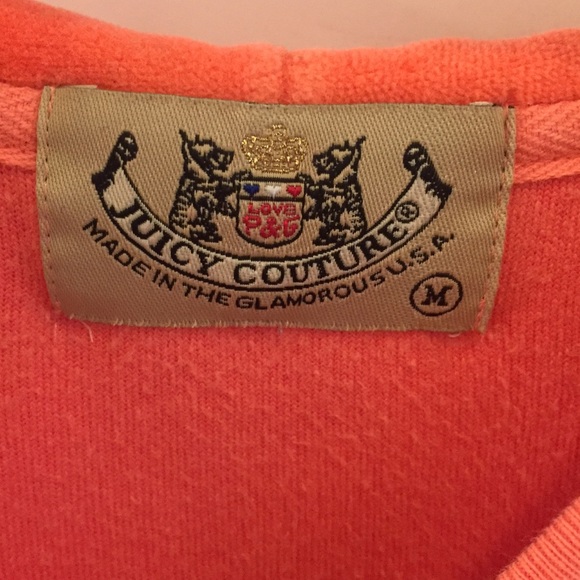 LOVE
P&G
JUICY COUTURE®
MADE IN THE GLAMOROUS U.S.A.
M